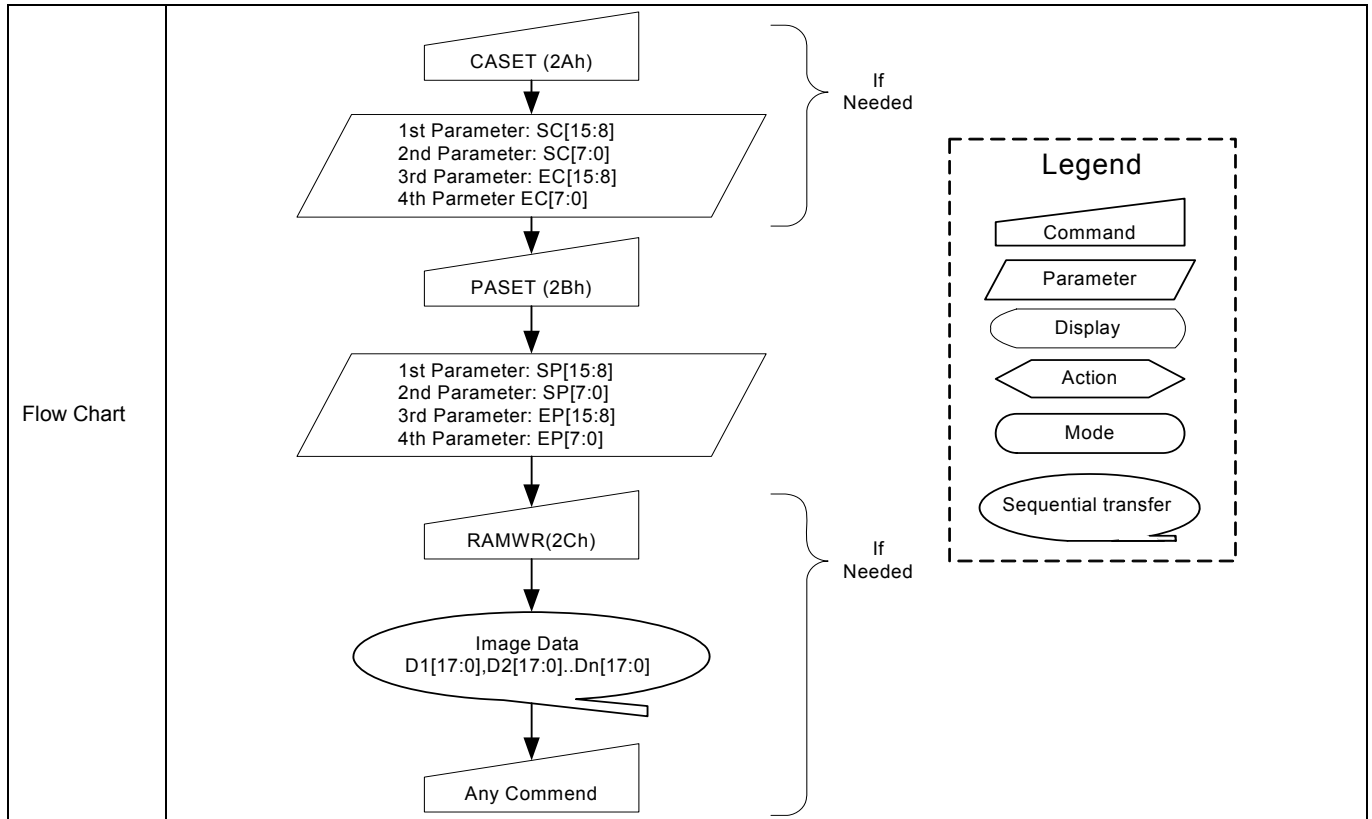 Flow Chart
CASET (2Ah)
1st Parameter: SC[15:8]
2nd Parameter: SC[7:0]
3rd Parameter: EC[15:8]
4th Parmeter EC[7:0]
If
Needed
PASET (2Bh)
1st Parameter: SP[15:8]
2nd Parameter: SP[7:0]
3rd Parameter: EP[15:8]
4th Parameter: EP[7:0]
RAMWR(2Ch)
Image Data
D1[17:0],D2[17:0]..Dn[17:0]
Any Commend
If
Needed
Legend
Command
Parameter
Display
Action
Mode
Sequential transfer